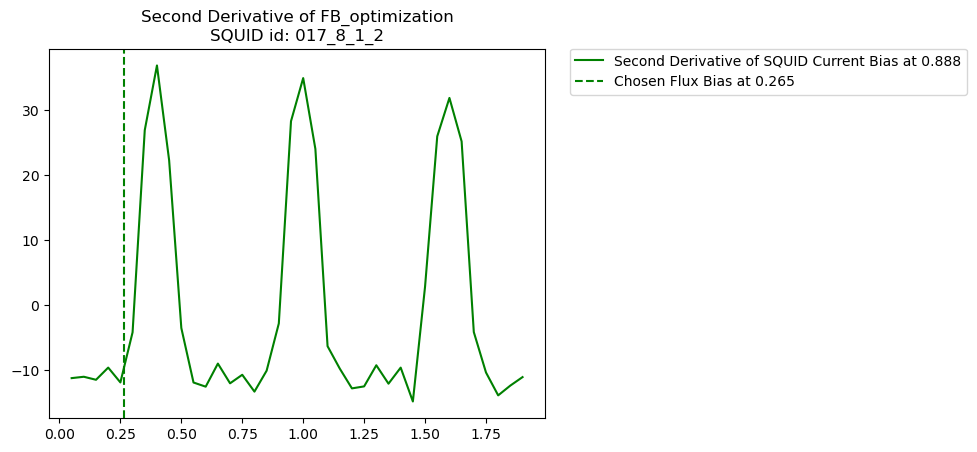 Second Derivative of FB_optimization
SQUID id: 017_8_1_2
Second Derivative of SQUID Current Bias at 0.888
Chosen Flux Bias at 0.265
30
20
10
0
−10
0.00 0.25 0.50 0.75 1.00 1.25 1.50 1.75